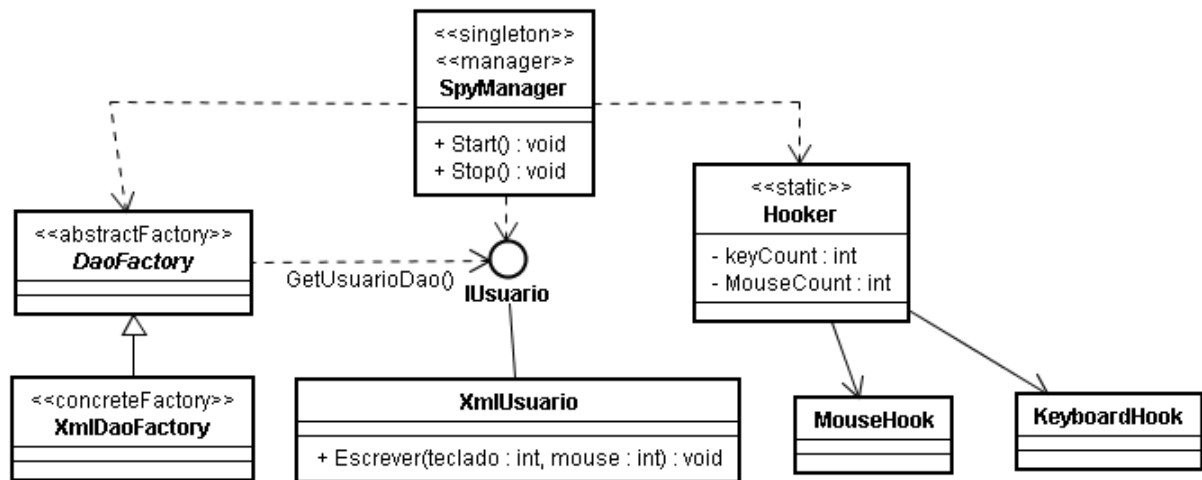 <<singleton>>
<<manager>>
SpyManager
+ Start() : void
+ Stop() : void
<<abstractFactory>>
DaoFactory
GetUsuarioDao()
IUsuario
<<static>>
Hooker
- keyCount : int
- MouseCount : int
<<concreteFactory>>
XmlDaoFactory
XmlUsuario
+ Escrever(teclado : int, mouse : int) : void
MouseHook
KeyboardHook